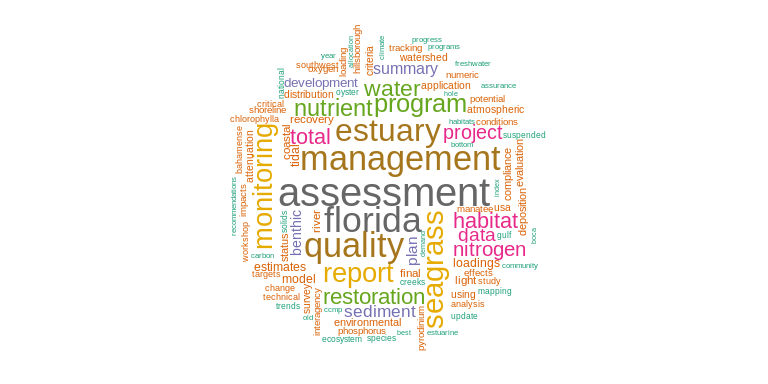 progress
year
location
hillsborough
climate
tracking
programs
southwest
oxygen
loading
criteria
watershed
freshwater
national
development
summary
numeric
distribution
oyster
water
application
hole
assurance
critical
shoreline
nutrient
program
potential
atmospheric
chlorophylla
recovery
habitats
conditions
bahamense
attenuation
monitoring
coastal
tidal
total
estuary
project
suspended
bottom
management
compliance
evaluation
impacts
assessment
index
deposition
recommendations
workshop
solids
status
benthic
river
florida
manatee
usa
habitat
data
gulf
boca
carbon
quality
plan
demand
seagrass
nitrogen
community
estimates
targets
model
report
final
creeks
loadings
effects
light
study
change
technical
survey
restoration
using
mapping
trends
interagency
ccmp
sediment
analysis
old
environmental
update
phosphorus
best
pyrodinium
estuarine
ecosystem
species